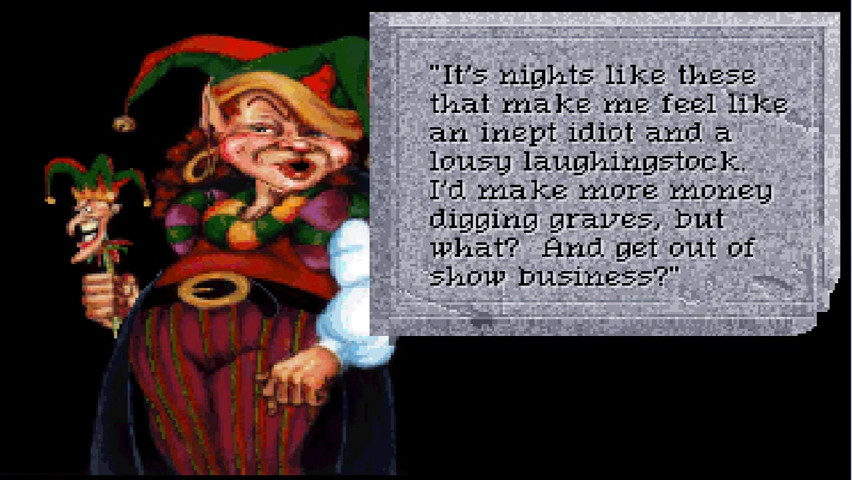 "It's nights like these
that make me feel like
an inept idiot and a
lousy laughingstock.
I'd make more money
digging graves, but
what? And get out of
show business?"